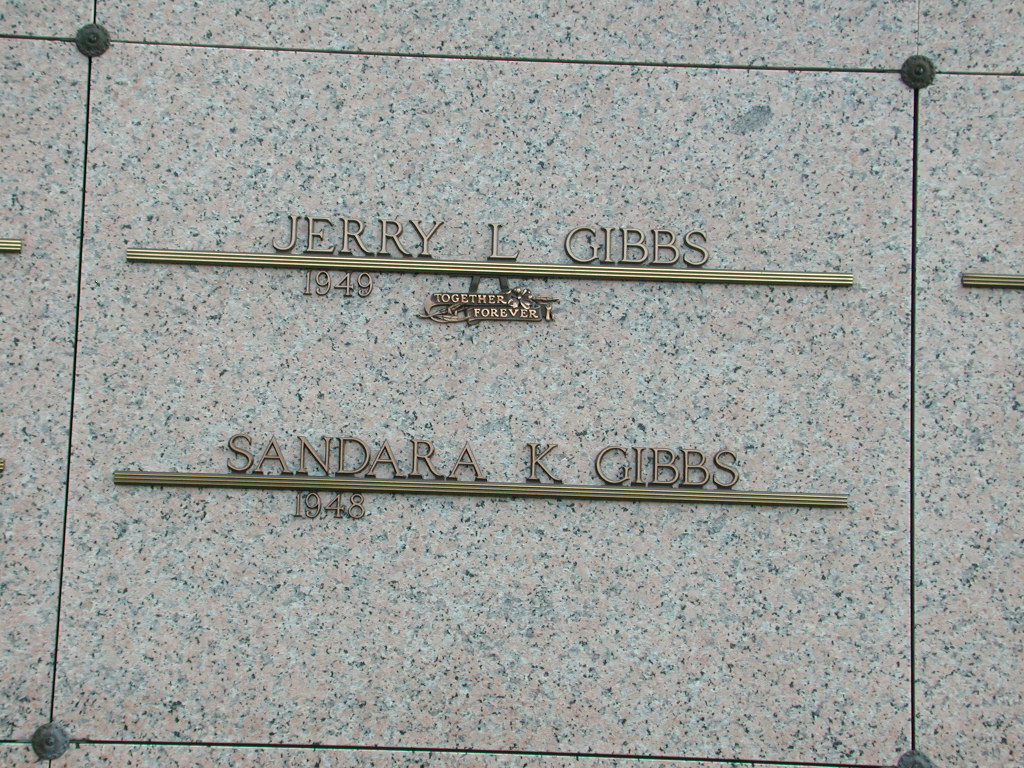 JERRY L GIBBS
1949
TOGETHER
FOREVER
SANDARA K GIBBS
1948